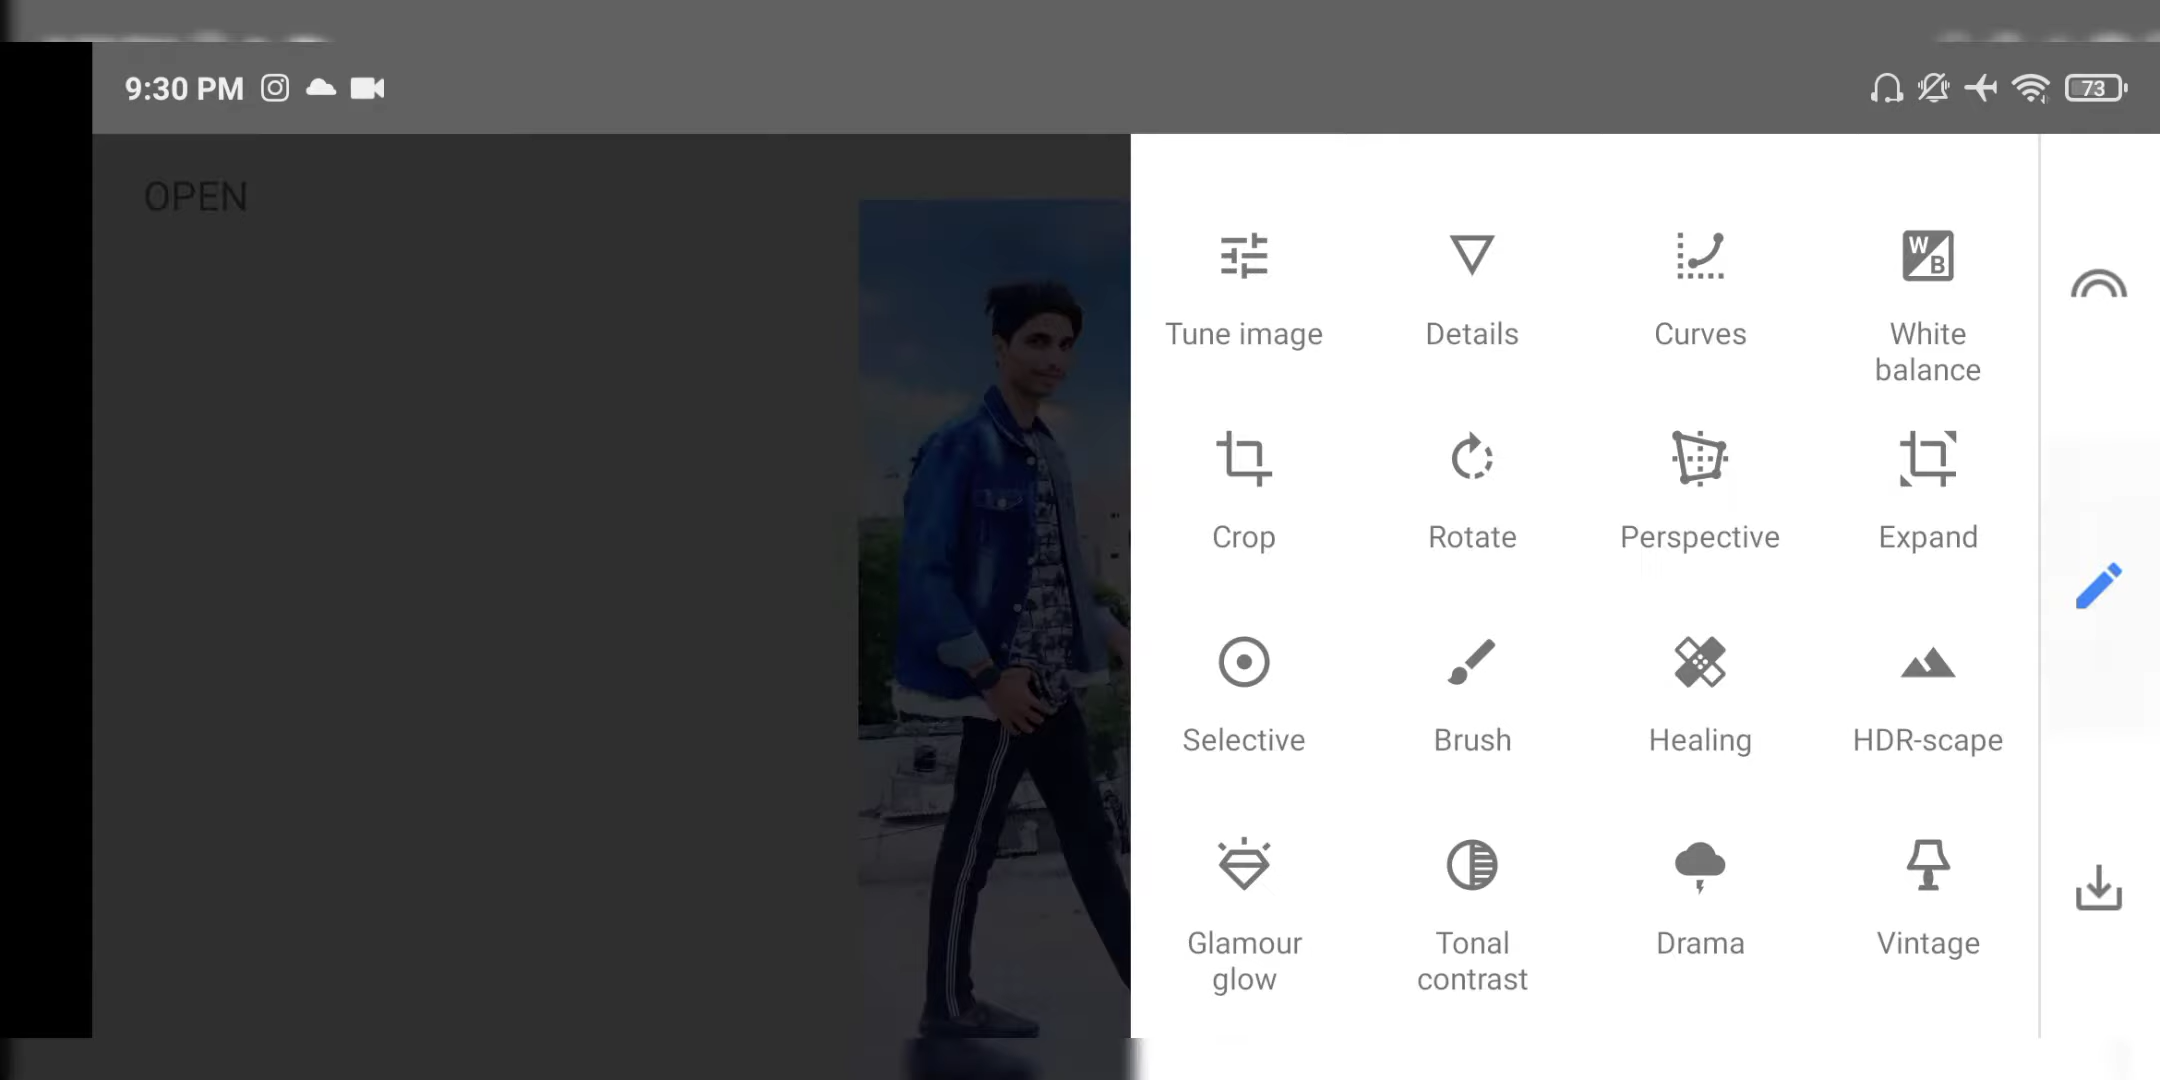 9:30 PM
73
OPEN
Tune image
Details
Curves
White
balance
W
B
Crop
Rotate
Perspective
Expand
Selective
Brush
Healing
HDR-scape
Glamour
glow
Tonal
contrast
Drama
Vintage